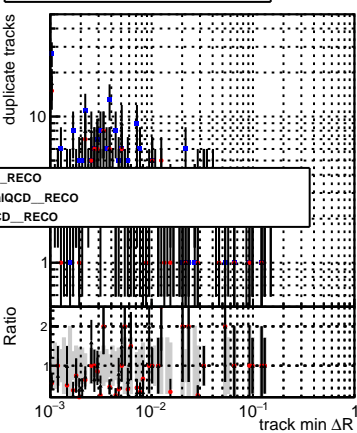 duplicate tracks
10
_RECO
IQCD__RECO
CD__RECO
1
Ratio
2
1
10⁻³
10⁻²
10⁻¹
1
track min ΔR